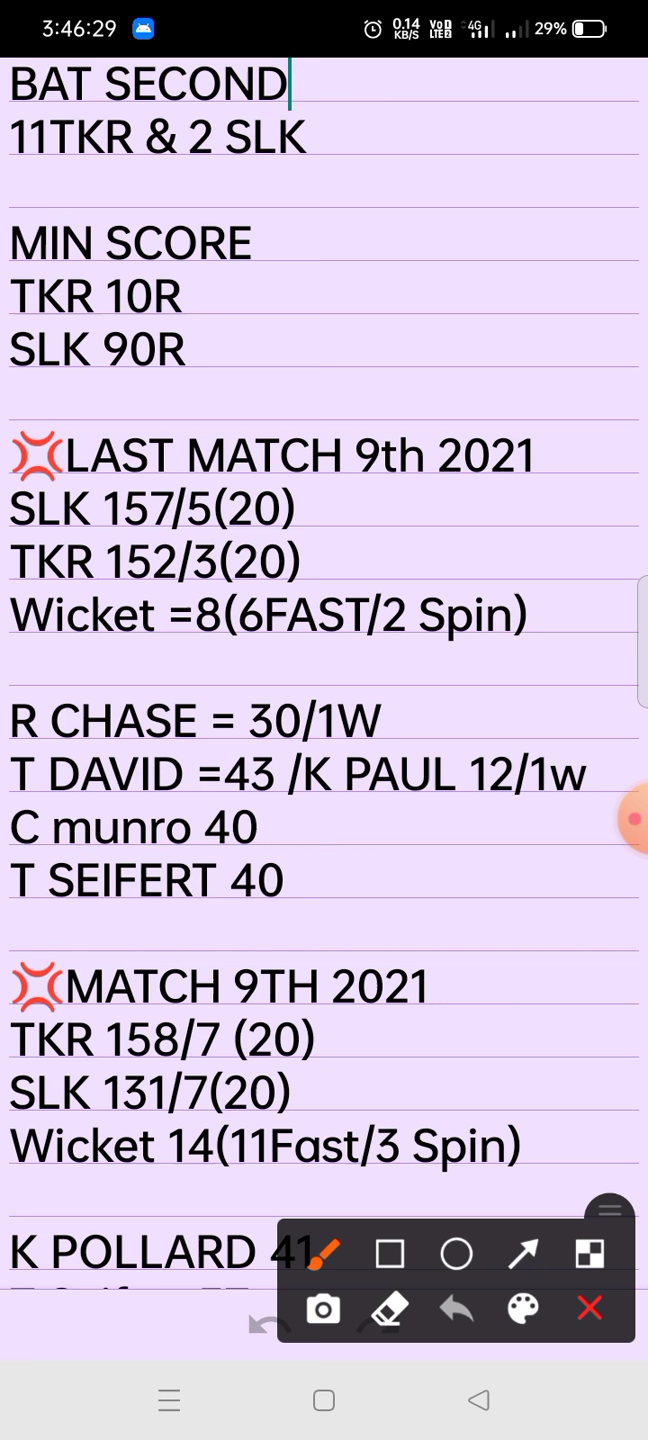 3:46:29
0.14
KB/S
VoD
LTE2
4G
29%
BAT SECOND
11TKR & 2 SLK
MIN SCORE
TKR 10R
SLK 90R
💢LAST MATCH 9th 2021
SLK 157/5(20)
TKR 152/3(20)
Wicket =8(6FAST/2 Spin)
R CHASE = 30/1W
T DAVID =43 /K PAUL 12/1w
C munro 40
T SEIFERT 40
💢MATCH 9TH 2021
TKR 158/7 (20)
SLK 131/7(20)
Wicket 14(11Fast/3 Spin)
K POLLARD 41